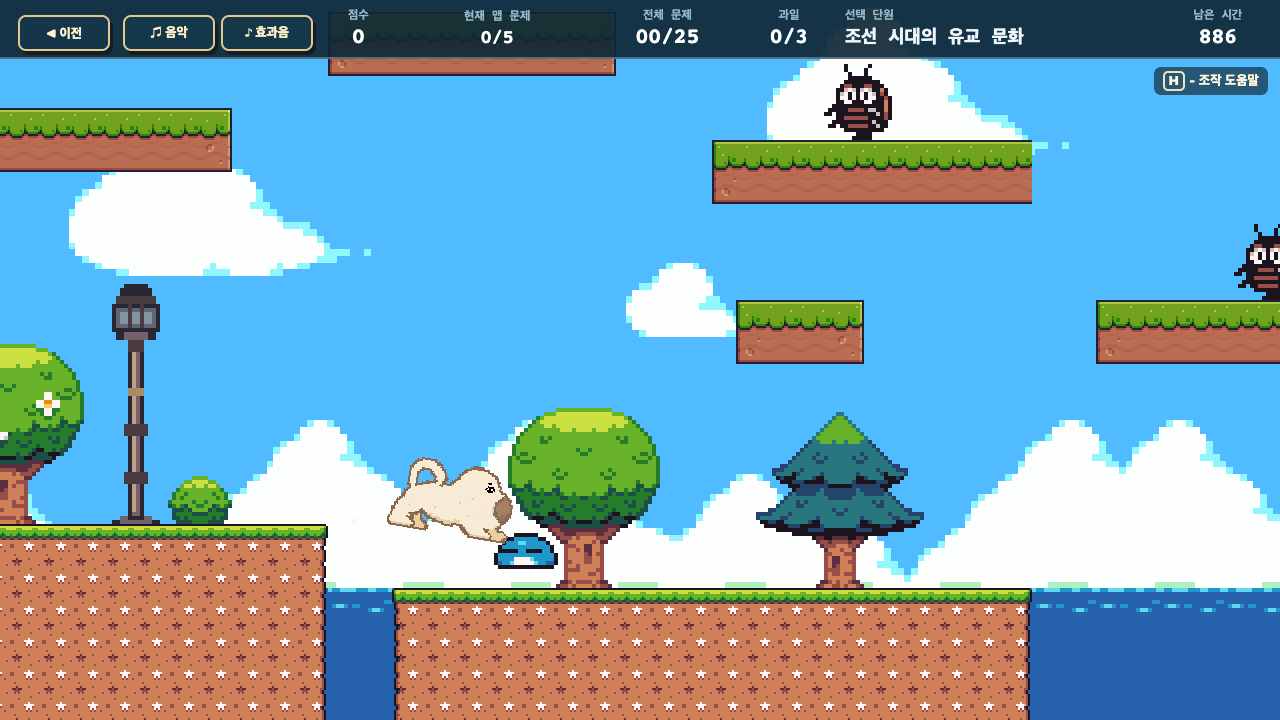 ◀ 이전
♫ 음악
♪ 효과음
점수
0
현재 맵 문제
0/5
전체 문제
00/25
과일
0/3
선택 단원
조선 시대의 유교 문화
남은 시간
886
H - 조작 도움말